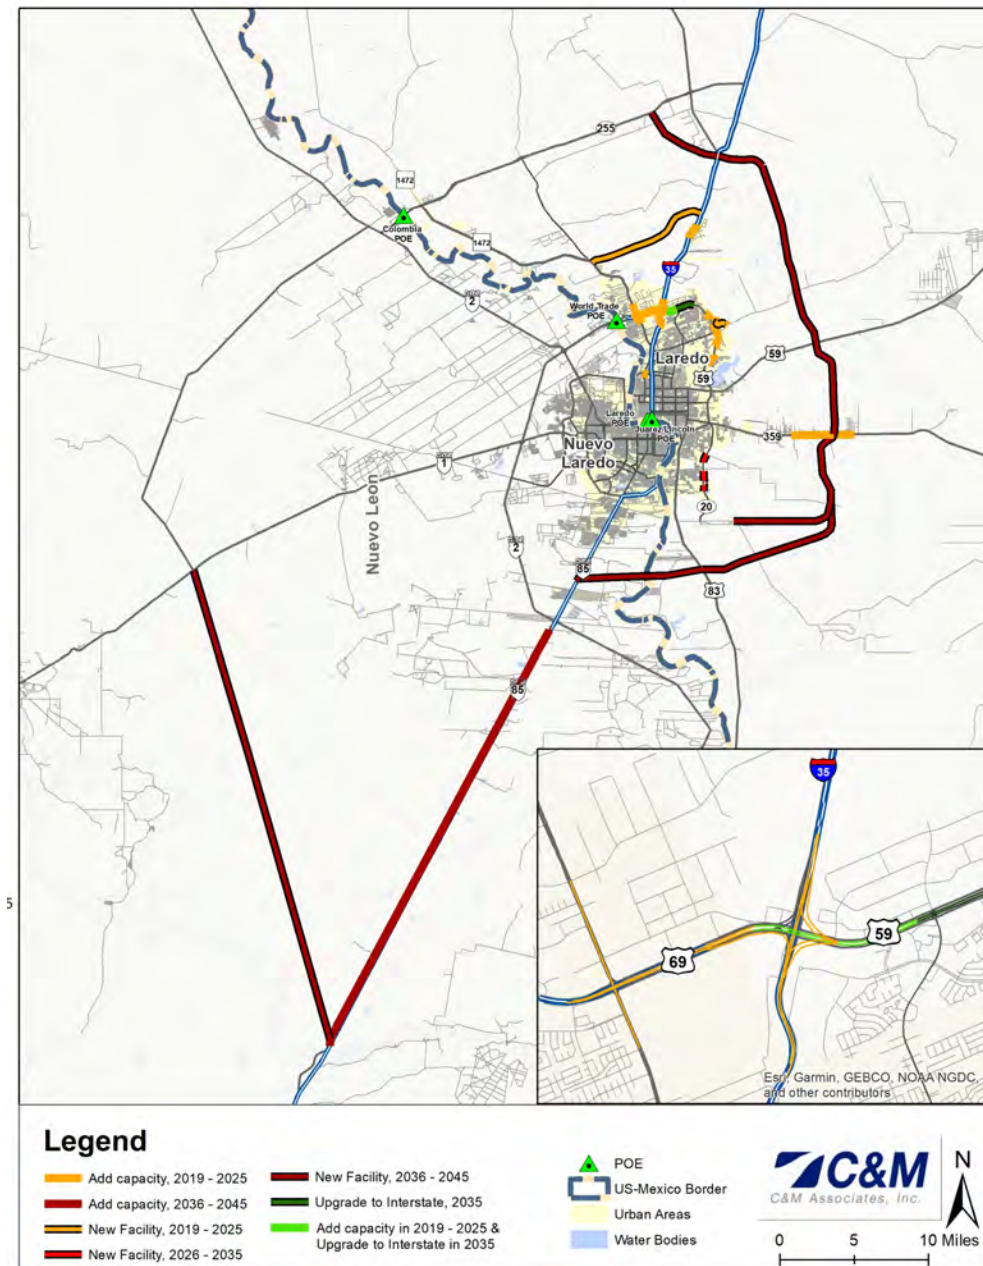 255
1472
Colombia
POE
1472
35
2
World Trade
POE
Laredo
59
59
Laredo
POE
Juarez Lincoln
POE
359
Nuevo
Laredo
1
Nuevo Leon
20
2
85
83
85
5
35
59
69
Esri, Garmin, GEBCO, NOAA NGDC,
and other contributors
Legend
Add capacity, 2019 - 2025
Add capacity, 2036 - 2045
New Facility, 2019 - 2025
New Facility, 2026 - 2035
New Facility, 2036 - 2045
Upgrade to Interstate, 2035
Add capacity in 2019 - 2025 &
Upgrade to Interstate in 2035
POE
US-Mexico Border
Urban Areas
Water Bodies
C&M
C&M Associates, Inc.
N
0 5 10 Miles